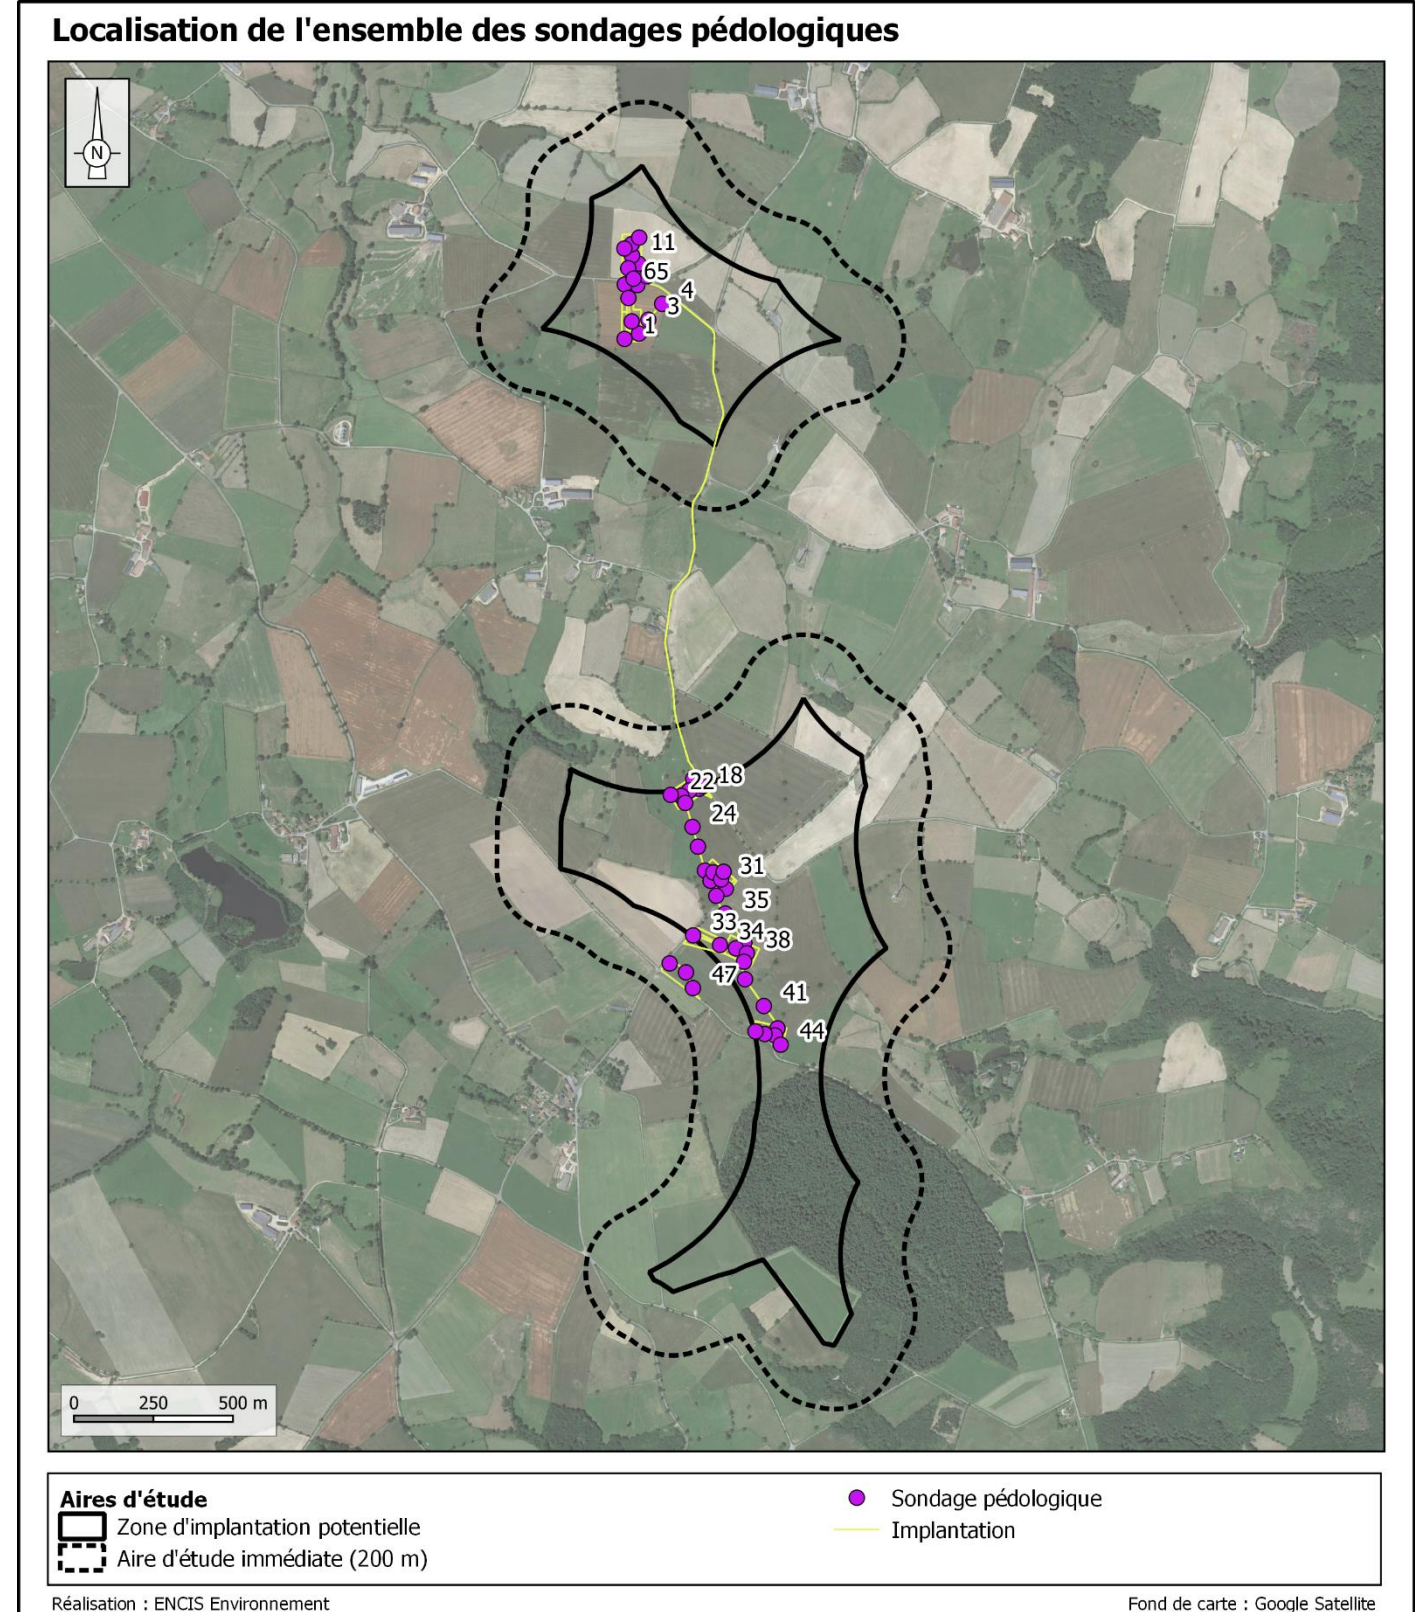 Localisation de l'ensemble des sondages pédologiques
N
11
65
4
3
1
18
22
24
31
35
33
34
38
47
41
44
0 250 500 m
Aires d'étude
Zone d'implantation potentielle
Aire d'étude immédiate (200 m)
Sondage pédologique
Implantation
Réalisation : ENCIS Environnement
Fond de carte : Google Satellite